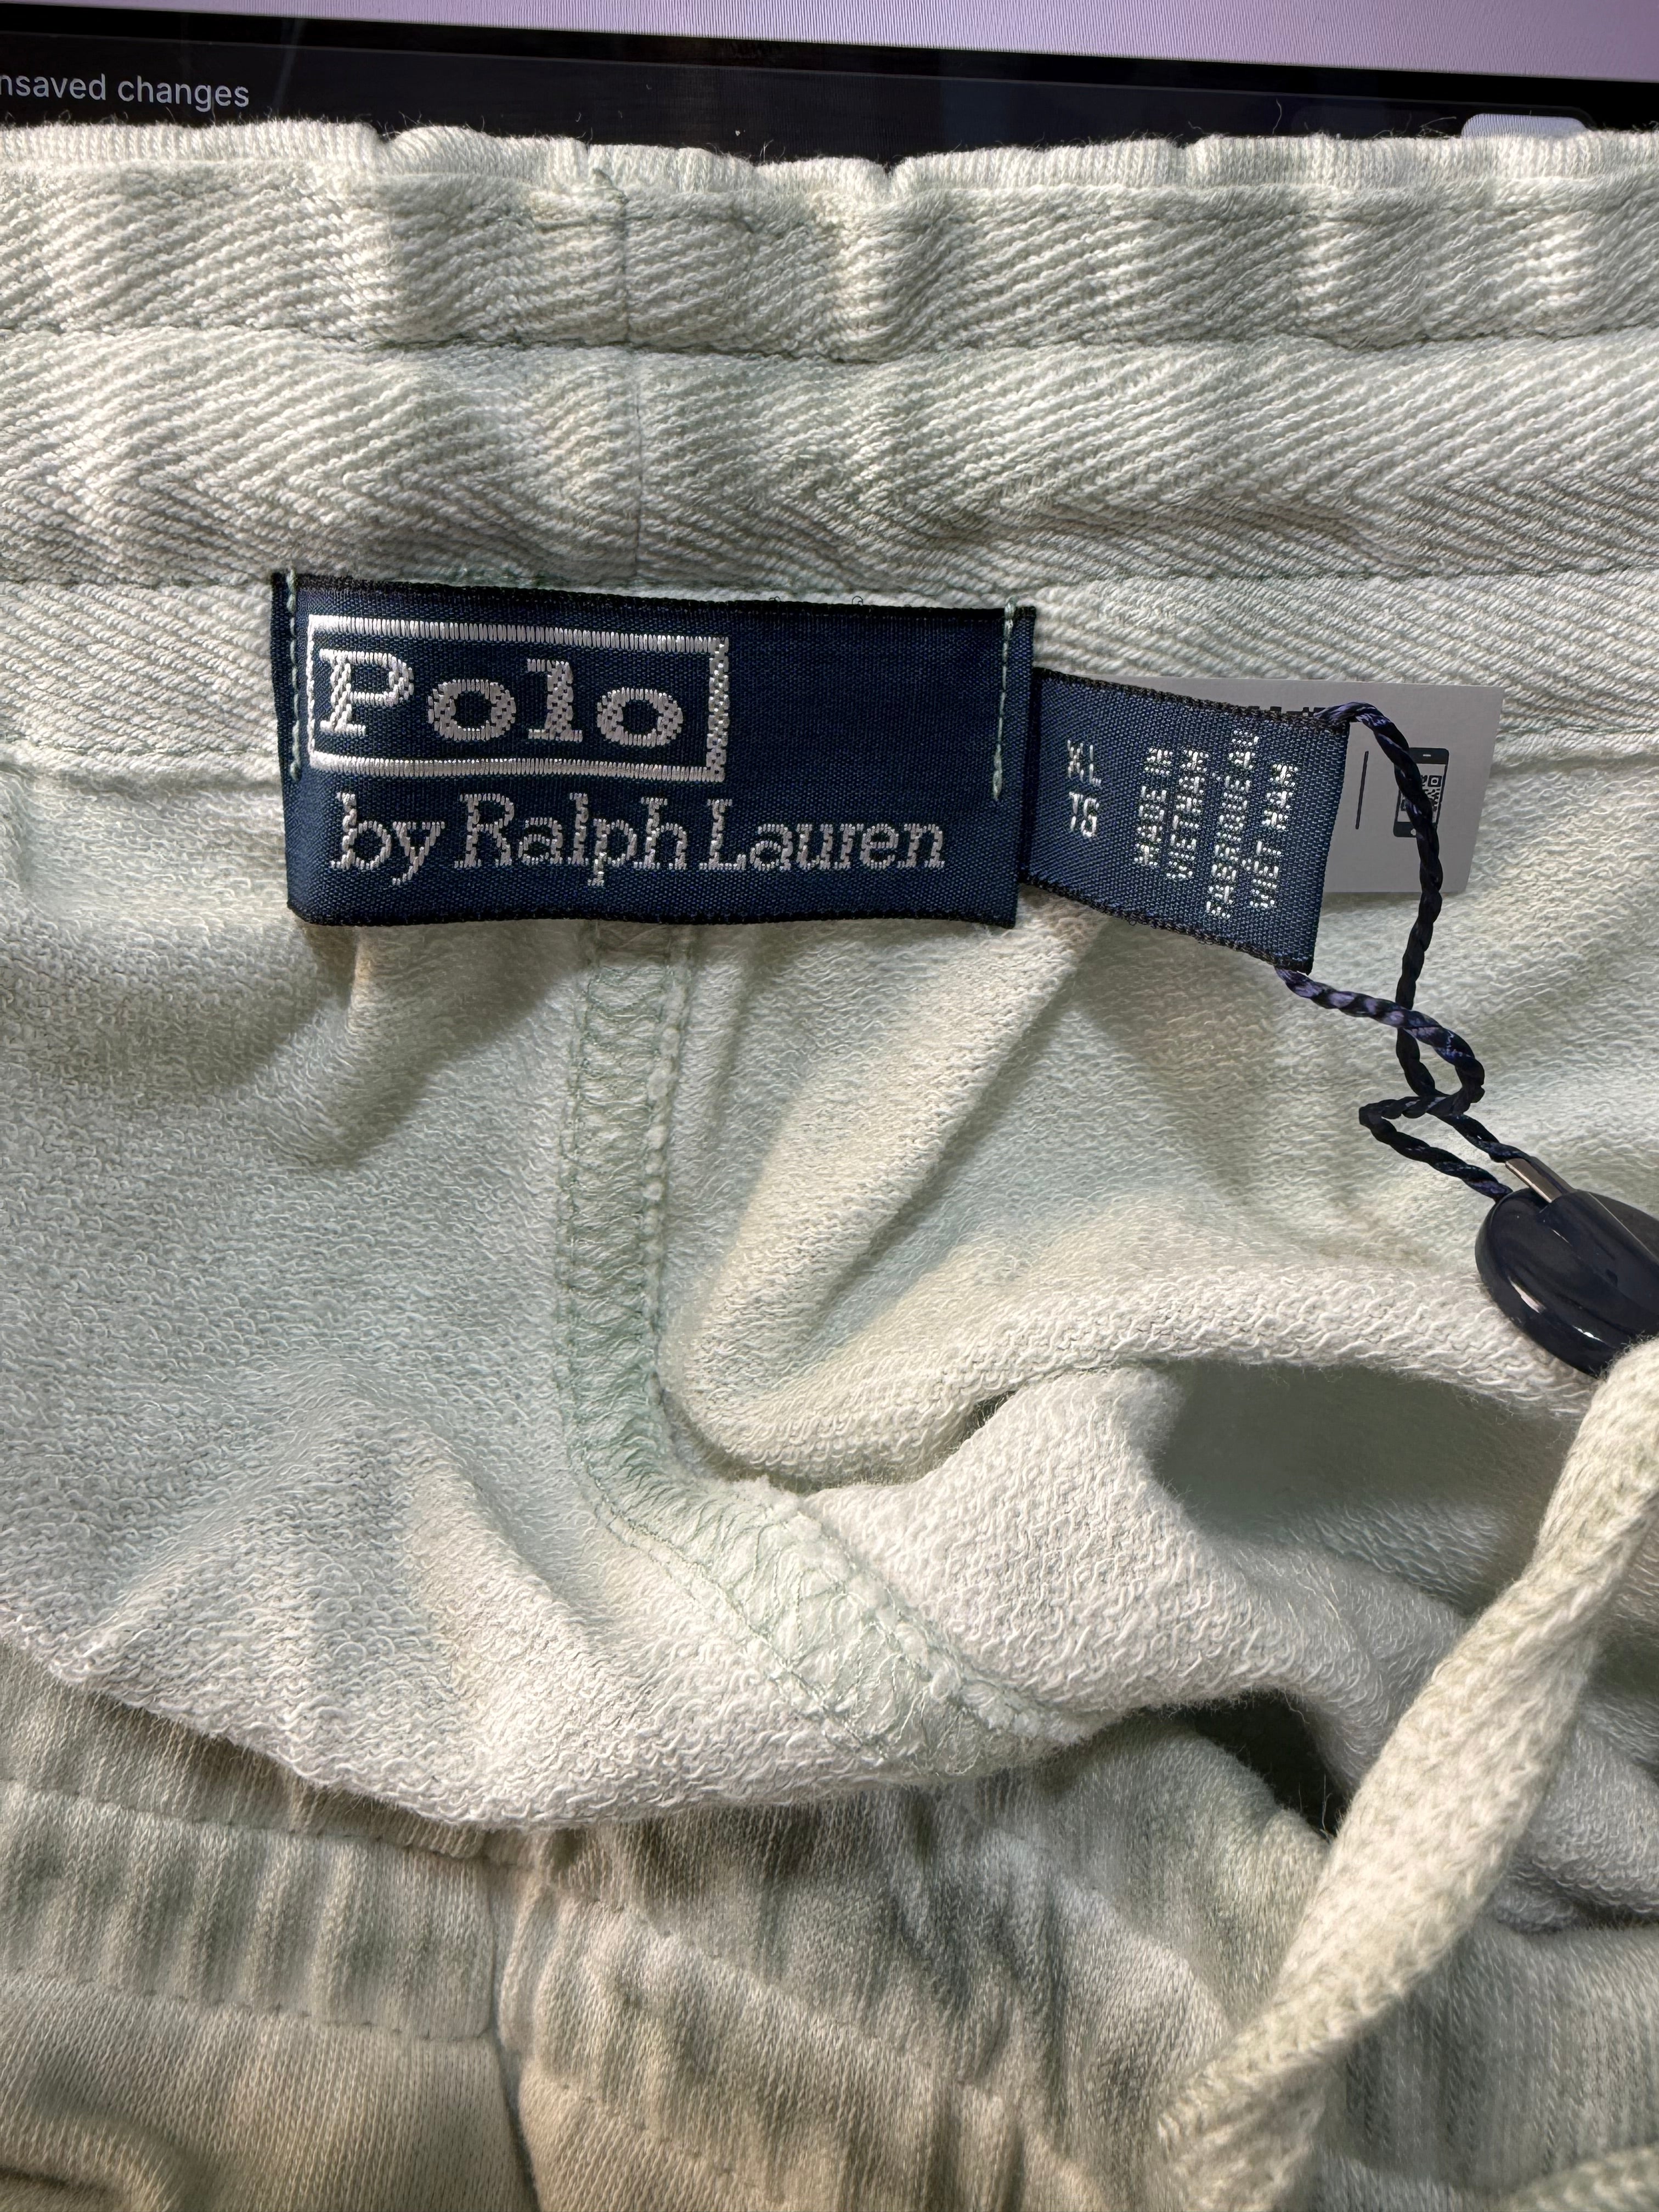 nsaved changes
Polo
by Ralph Lauren
XL
TG
MADE IN
VIETNAM
FABRIQUE AU
VIET NAM